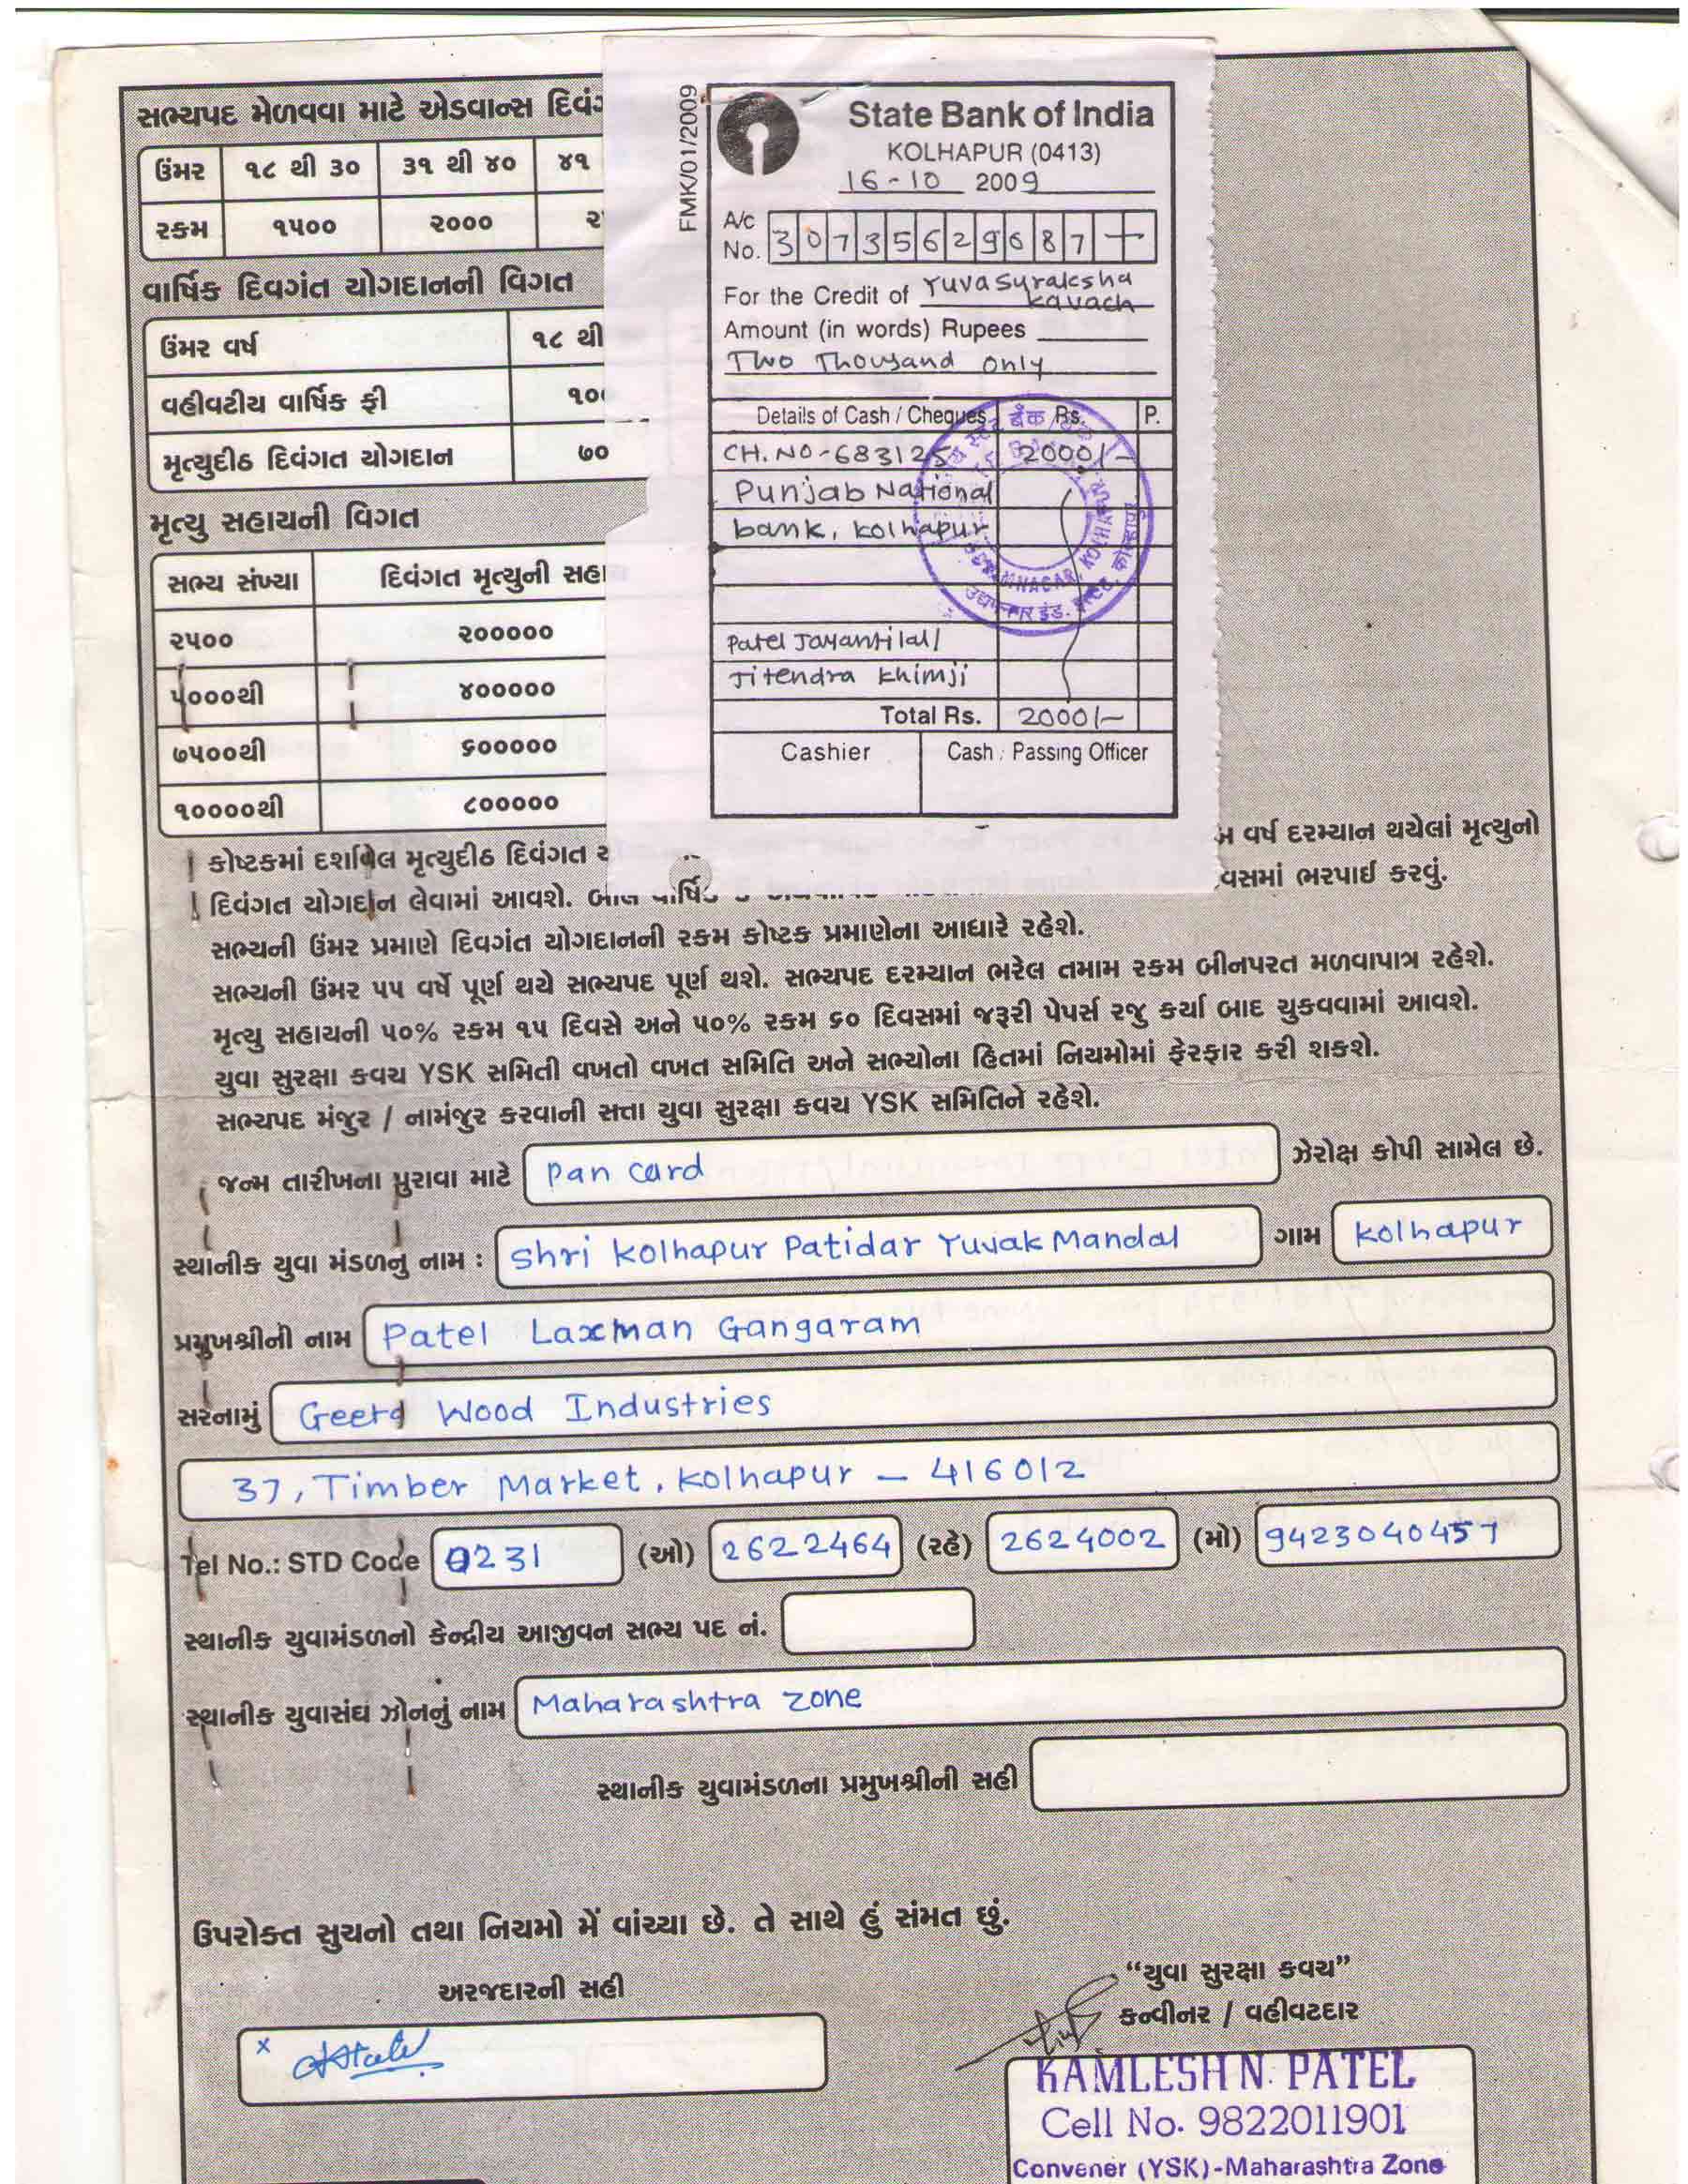 સભ્યપદ મેળવવા માટે એડવાન્સ
ઉંમર ૧૮ થી ૩૦ ૩૧ થી ૪૦ ૪૧
રકમ ૧૫૦૦ ૨૦૦૦
વાર્ષિક દિવગંત યોગદાનની વિગત
ઉંમર વર્ષ ૧૮ થી
વહીવટીય વાર્ષિક ફી
મૃત્યુદીઠ દિવંગત યોગદાન ૭૦
મૃત્યુ સહાયની વિગત
સભ્ય સંખ્યા દિવંગત મૃત્યુની
૨૫૦૦ ૨૦૦૦૦૦
૫૦૦૦થી ૪૦૦૦૦૦
૭૫૦૦થી ૬૦૦૦૦૦
૧૦૦૦૦થી ૮૦૦૦૦૦
FMK/01/2009
State Bank of India
KOLHAPUR (0413)
16-10 2009
A/c No. 30735629687
For the Credit of Yuva Suraksha
kavach
Amount (in words) Rupees
Two Thousand only
Details of Cash / Cheques Rs. P.
CH. NO-683125 2000/-
Punjab National
bank, kolhapur
Patel Jayantilal/
Jitendra khimji
Total Rs. 2000/-
Cashier Cash Passing Officer
કોષ્ટકમાં દર્શાવેલ મૃત્યુદીઠ દિવંગત વર્ષ દરમ્યાન થયેલાં મૃત્યુનો
દિવંગત યોગદાન લેવામાં આવશે. ભરપાઈ કરવું.
સભ્યની ઉંમર પ્રમાણે દિવગંત યોગદાનની રકમ કોષ્ટક પ્રમાણેના આધારે રહેશે.
સભ્યની ઉંમર ૫૫ વર્ષે પૂર્ણ થયે સભ્યપદ પૂર્ણ થશે. સભ્યપદ દરમ્યાન ભરેલ તમામ રકમ બીનપરત મળવાપાત્ર રહેશે.
મૃત્યુ સહાયની ૫૦% રકમ ૧૫ દિવસે અને ૫૦% રકમ ૬૦ દિવસમાં જરૂરી પેપર્સ રજુ કર્યા બાદ ચુકવવામાં આવશે.
યુવા સુરક્ષા કવચ YSK સમિતી વખતો વખત સમિતિ અને સભ્યોના હિતમાં નિયમોમાં ફેરફાર કરી શકશે.
સભ્યપદ મંજુર / નામંજુર કરવાની સત્તા યુવા સુરક્ષા કવચ YSK સમિતિને રહેશે.
જન્મ તારીખના પુરાવા માટે Pan card ઝેરોક્ષ કોપી સામેલ છે.
સ્થાનીક યુવા મંડળનુ નામ : Shri Kolhapur Patidar Yuvak Mandal ગામ Kolhapur
પ્રમુખશ્રીની નામ Patel Laxman Gangaram
સરનામું Geeta Wood Industries
37, Timber Market, Kolhapur - 416012
Tel No.: STD Code 0231 (ઓ) 2622464 (રહે) 2624002 (મો) 9423040457
સ્થાનીક યુવામંડળનો કેન્દ્રીય આજીવન સભ્ય પદ નં.
સ્થાનીક યુવાસંઘ ઝોનનું નામ Maharashtra Zone
સ્થાનીક યુવામંડળના પ્રમુખશ્રીની સહી
ઉપરોક્ત સુચનો તથા નિયમો મેં વાંચ્યા છે. તે સાથે હું સંમત છું.
અરજદારની સહી
"યુવા સુરક્ષા કવચ"
કન્વીનર / વહીવટદાર
KAMLESH N. PATEL
Cell No. 9822011901
Convener (YSK)-Maharashtra Zone